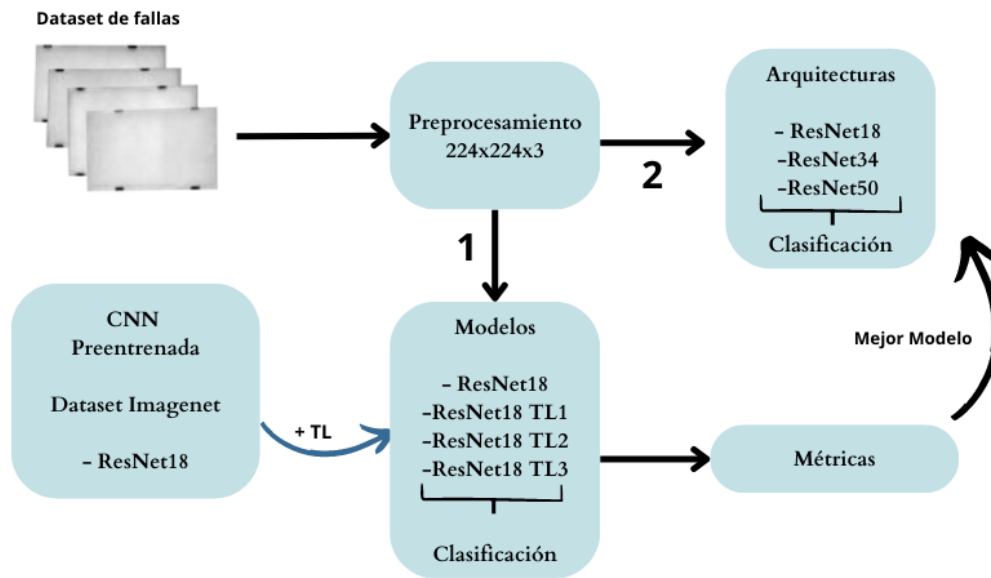 Dataset de fallas
Preprocesamiento
224x224x3
2
Arquitecturas
- ResNet18
-ResNet34
-ResNet50
Clasificación
1
CNN
Preentrenada
Dataset Imagenet
- ResNet18
+ TL
Modelos
- ResNet18
-ResNet18 TL1
-ResNet18 TL2
-ResNet18 TL3
Clasificación
Métricas
Mejor Modelo